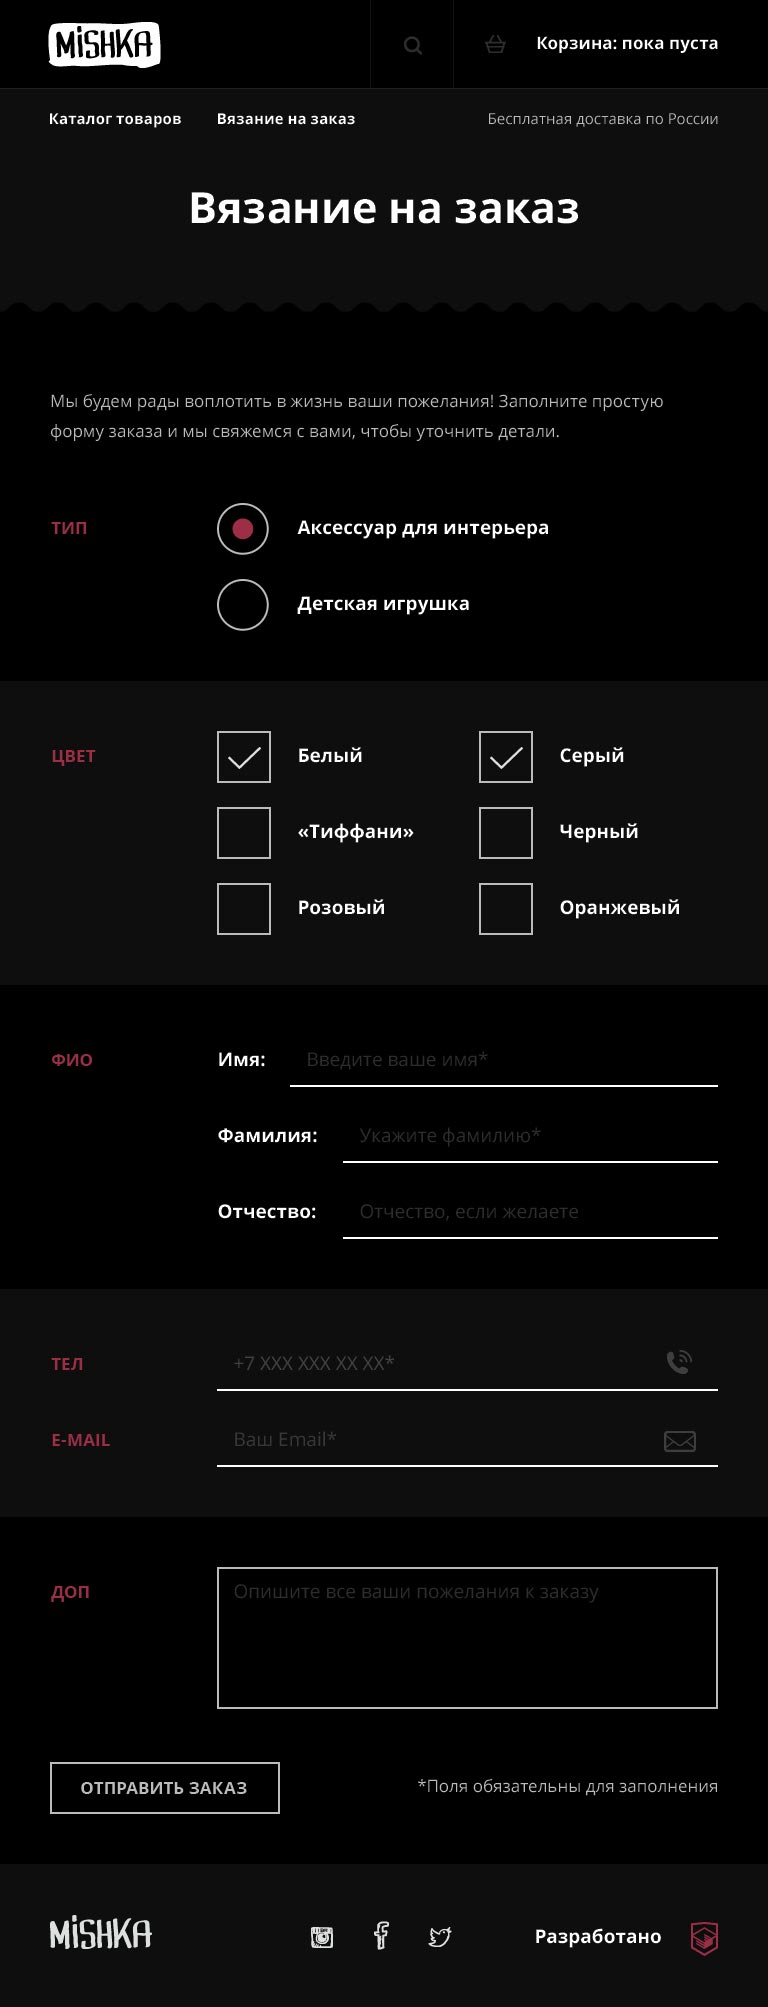 MiSHKA
Корзина: пока пуста
Каталог товаров
Вязание на заказ
Бесплатная доставка по России
Вязание на заказ
Мы будем рады воплотить в жизнь ваши пожелания! Заполните простую
форму заказа и мы свяжемся с вами, чтобы уточнить детали.
ТИП
Аксессуар для интерьера
Детская игрушка
ЦВЕТ
Белый
Серый
«Тиффани»
Черный
Розовый
Оранжевый
ФИО
Имя:
Введите ваше имя*
Фамилия:
Укажите фамилию*
Отчество:
Отчество, если желаете
ТЕЛ
+7 XXX XXX XX XX*
E-MAIL
Ваш Email*
ДОП
Опишите все ваши пожелания к заказу
ОТПРАВИТЬ ЗАКАЗ
*Поля обязательны для заполнения
MiSHKA
Разработано